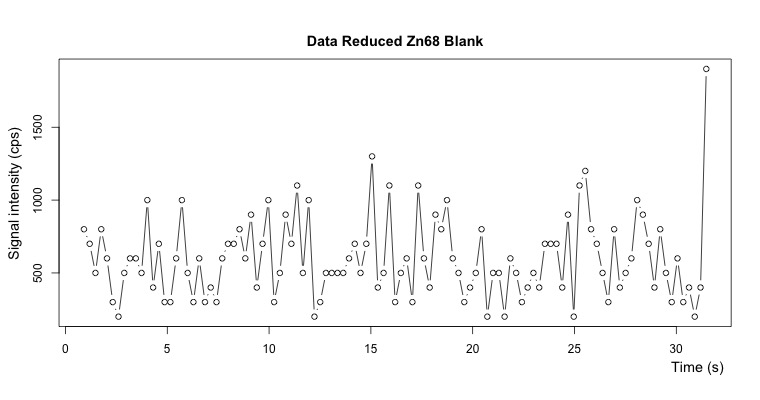 Data Reduced Zn68 Blank
Signal intensity (cps)
1500
1000
500
0 5 10 15 20 25 30
Time (s)